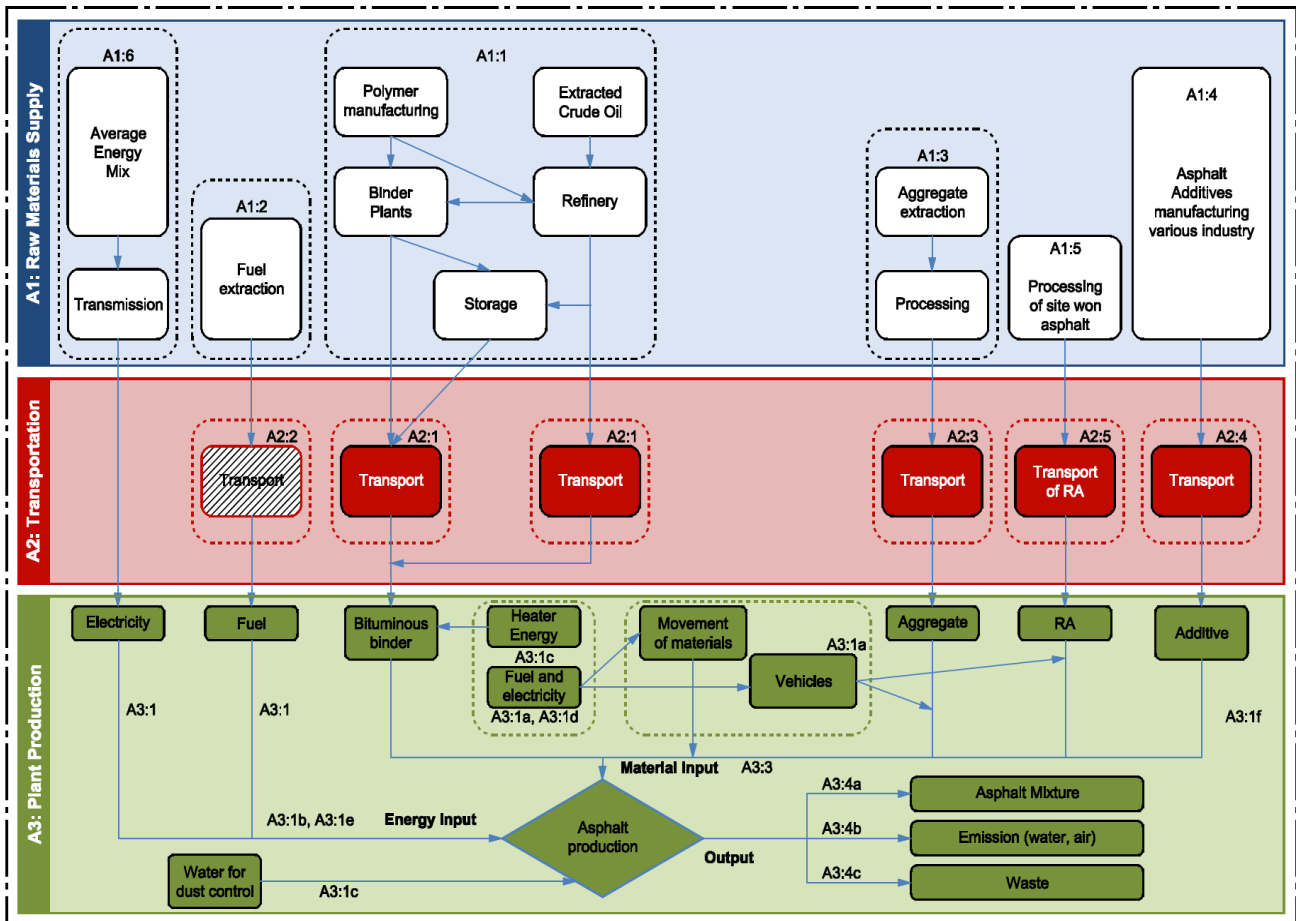 A1: Raw Materials Supply
A1:6
Average
Energy
Mix
Transmission
A1:2
Fuel
extraction
A1:1
Polymer
manufacturing
Extracted
Crude Oil
Binder
Plants
Refinery
Storage
A1:3
Aggregate
extraction
Processing
A1:5
Processing
of site won
asphalt
A1:4
Asphalt
Additives
manufacturing
various industry
A2: Transportation
A2:2
Transport
A2:1
Transport
A2:1
Transport
A2:3
Transport
A2:5
Transport
of RA
A2:4
Transport
A3: Plant Production
Electricity
Fuel
Bituminous
binder
Heater
Energy
A3:1c
Fuel and
electricity
A3:1a, A3:1d
Movement
of materials
A3:1a
Vehicles
Aggregate
RA
Additive
A3:1
A3:1
A3:1f
Material Input
A3:3
A3:1b, A3:1e
Energy Input
Asphalt
production
Output
A3:4a
Asphalt Mixture
A3:4b
Emission (water, air)
A3:4c
Waste
Water for
dust control
A3:1c